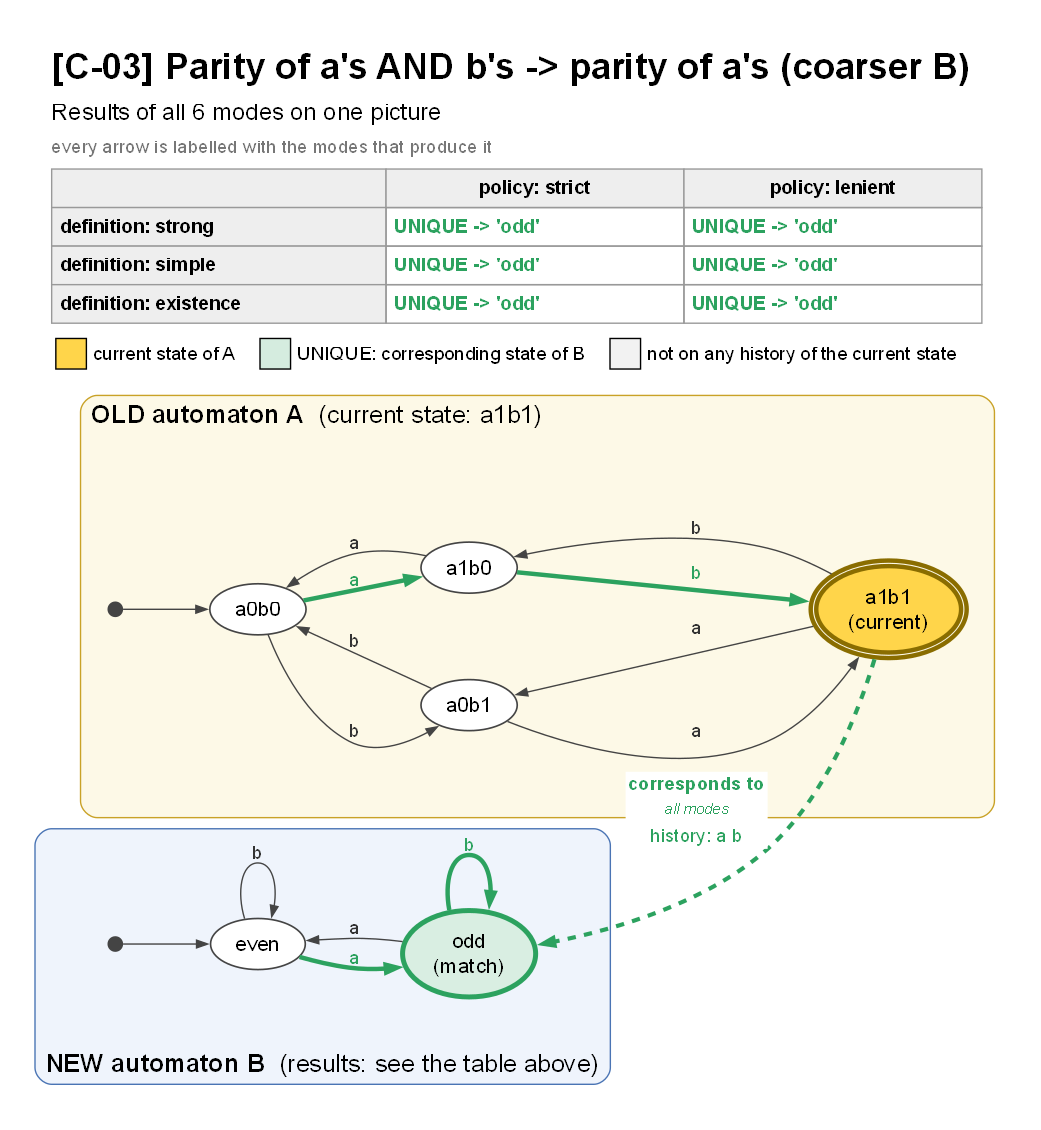 [C-03] Parity of a's AND b's -> parity of a's (coarser B)
Results of all 6 modes on one picture
every arrow is labelled with the modes that produce it
policy: strict policy: lenient
definition: strong UNIQUE -> 'odd' UNIQUE -> 'odd'
definition: simple UNIQUE -> 'odd' UNIQUE -> 'odd'
definition: existence UNIQUE -> 'odd' UNIQUE -> 'odd'
current state of A UNIQUE: corresponding state of B not on any history of the current state
OLD automaton A (current state: a1b1)
b
a
a1b0
a
b
a1b1
(current)
a0b0
a
b
a0b1
b
a
corresponds to
all modes
history: a b
b
b
a
even
odd
(match)
a
NEW automaton B (results: see the table above)